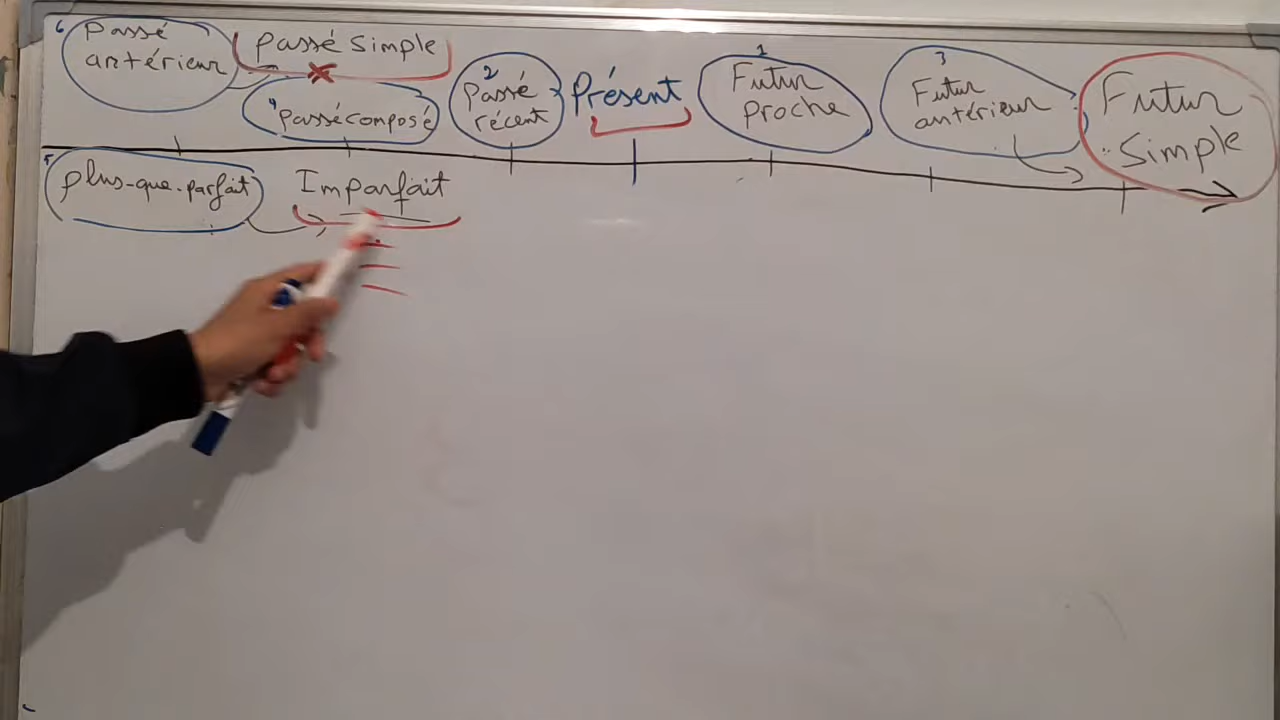 6
Passé
antérieur
Passé Simple
4
Passé composé
2
Passé
récent
Présent
1
Futur
proche
3
Futur
antérieur
Futur
Simple
5
plus-que-parfait
Imparfait